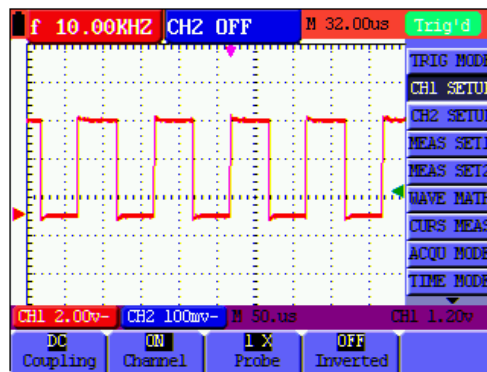 f 10.00KHZ CH2 OFF M 32.00us Trig'd
TRIG MODE
CH1 SETU
CH2 SETU
MEAS SET1
MEAS SET2
WAVE MATH
CURS MEAS
ACQU MODE
TIME MODE
CH1 2.00v- CH2 100mv- M 50.us CH1 1.20v
DC ON 1 X OFF
Coupling Channel Probe Inverted